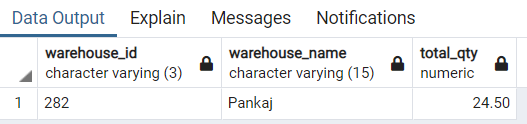 Data Output Explain Messages Notifications
warehouse_id warehouse_name total_qty
character varying (3) character varying (15) numeric
1 282 Pankaj 24.50